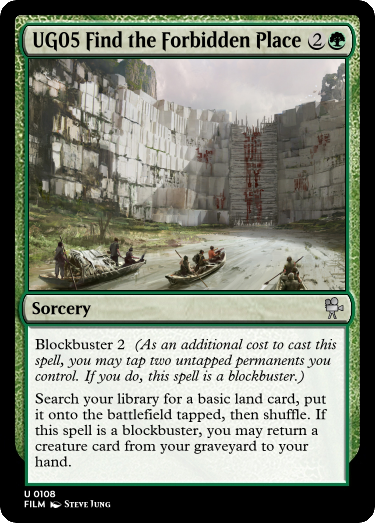 UG05 Find the Forbidden Place 2
Sorcery
Blockbuster 2 (As an additional cost to cast this
spell, you may tap two untapped permanents you
control. If you do, this spell is a blockbuster.)
Search your library for a basic land card, put
it onto the battlefield tapped, then shuffle. If
this spell is a blockbuster, you may return a
creature card from your graveyard to your
hand.
U 0108
FILM Steve Jung